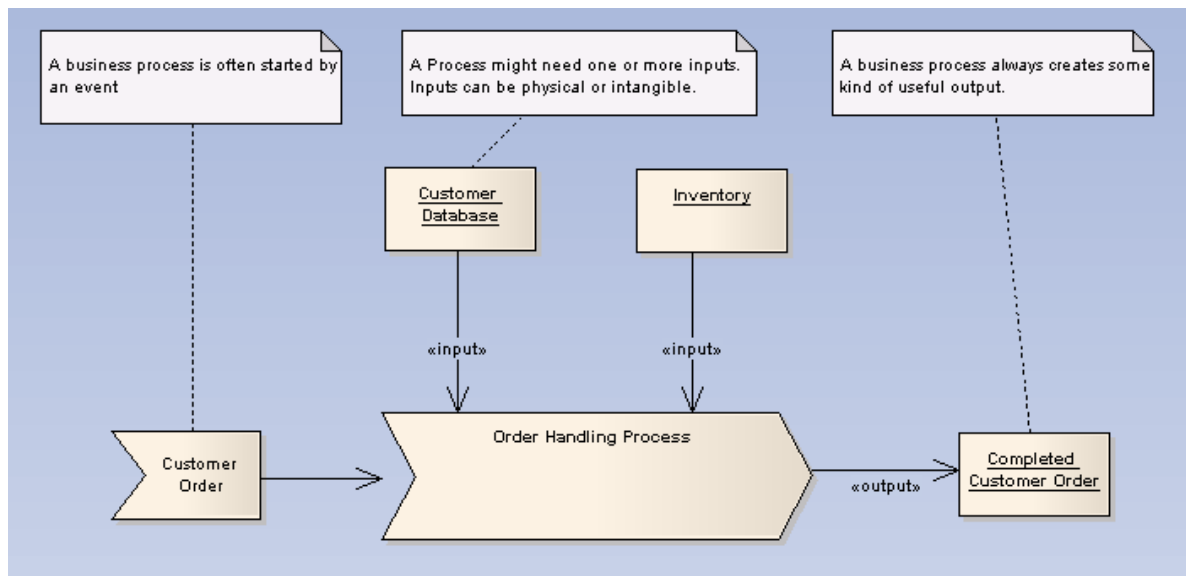 A business process is often started by
an event
A Process might need one or more inputs.
Inputs can be physical or intangible.
A business process always creates some
kind of useful output.
Customer
Database
Inventory
«input»
«input»
Order Handling Process
Customer
Order
Completed
Customer Order
«output»